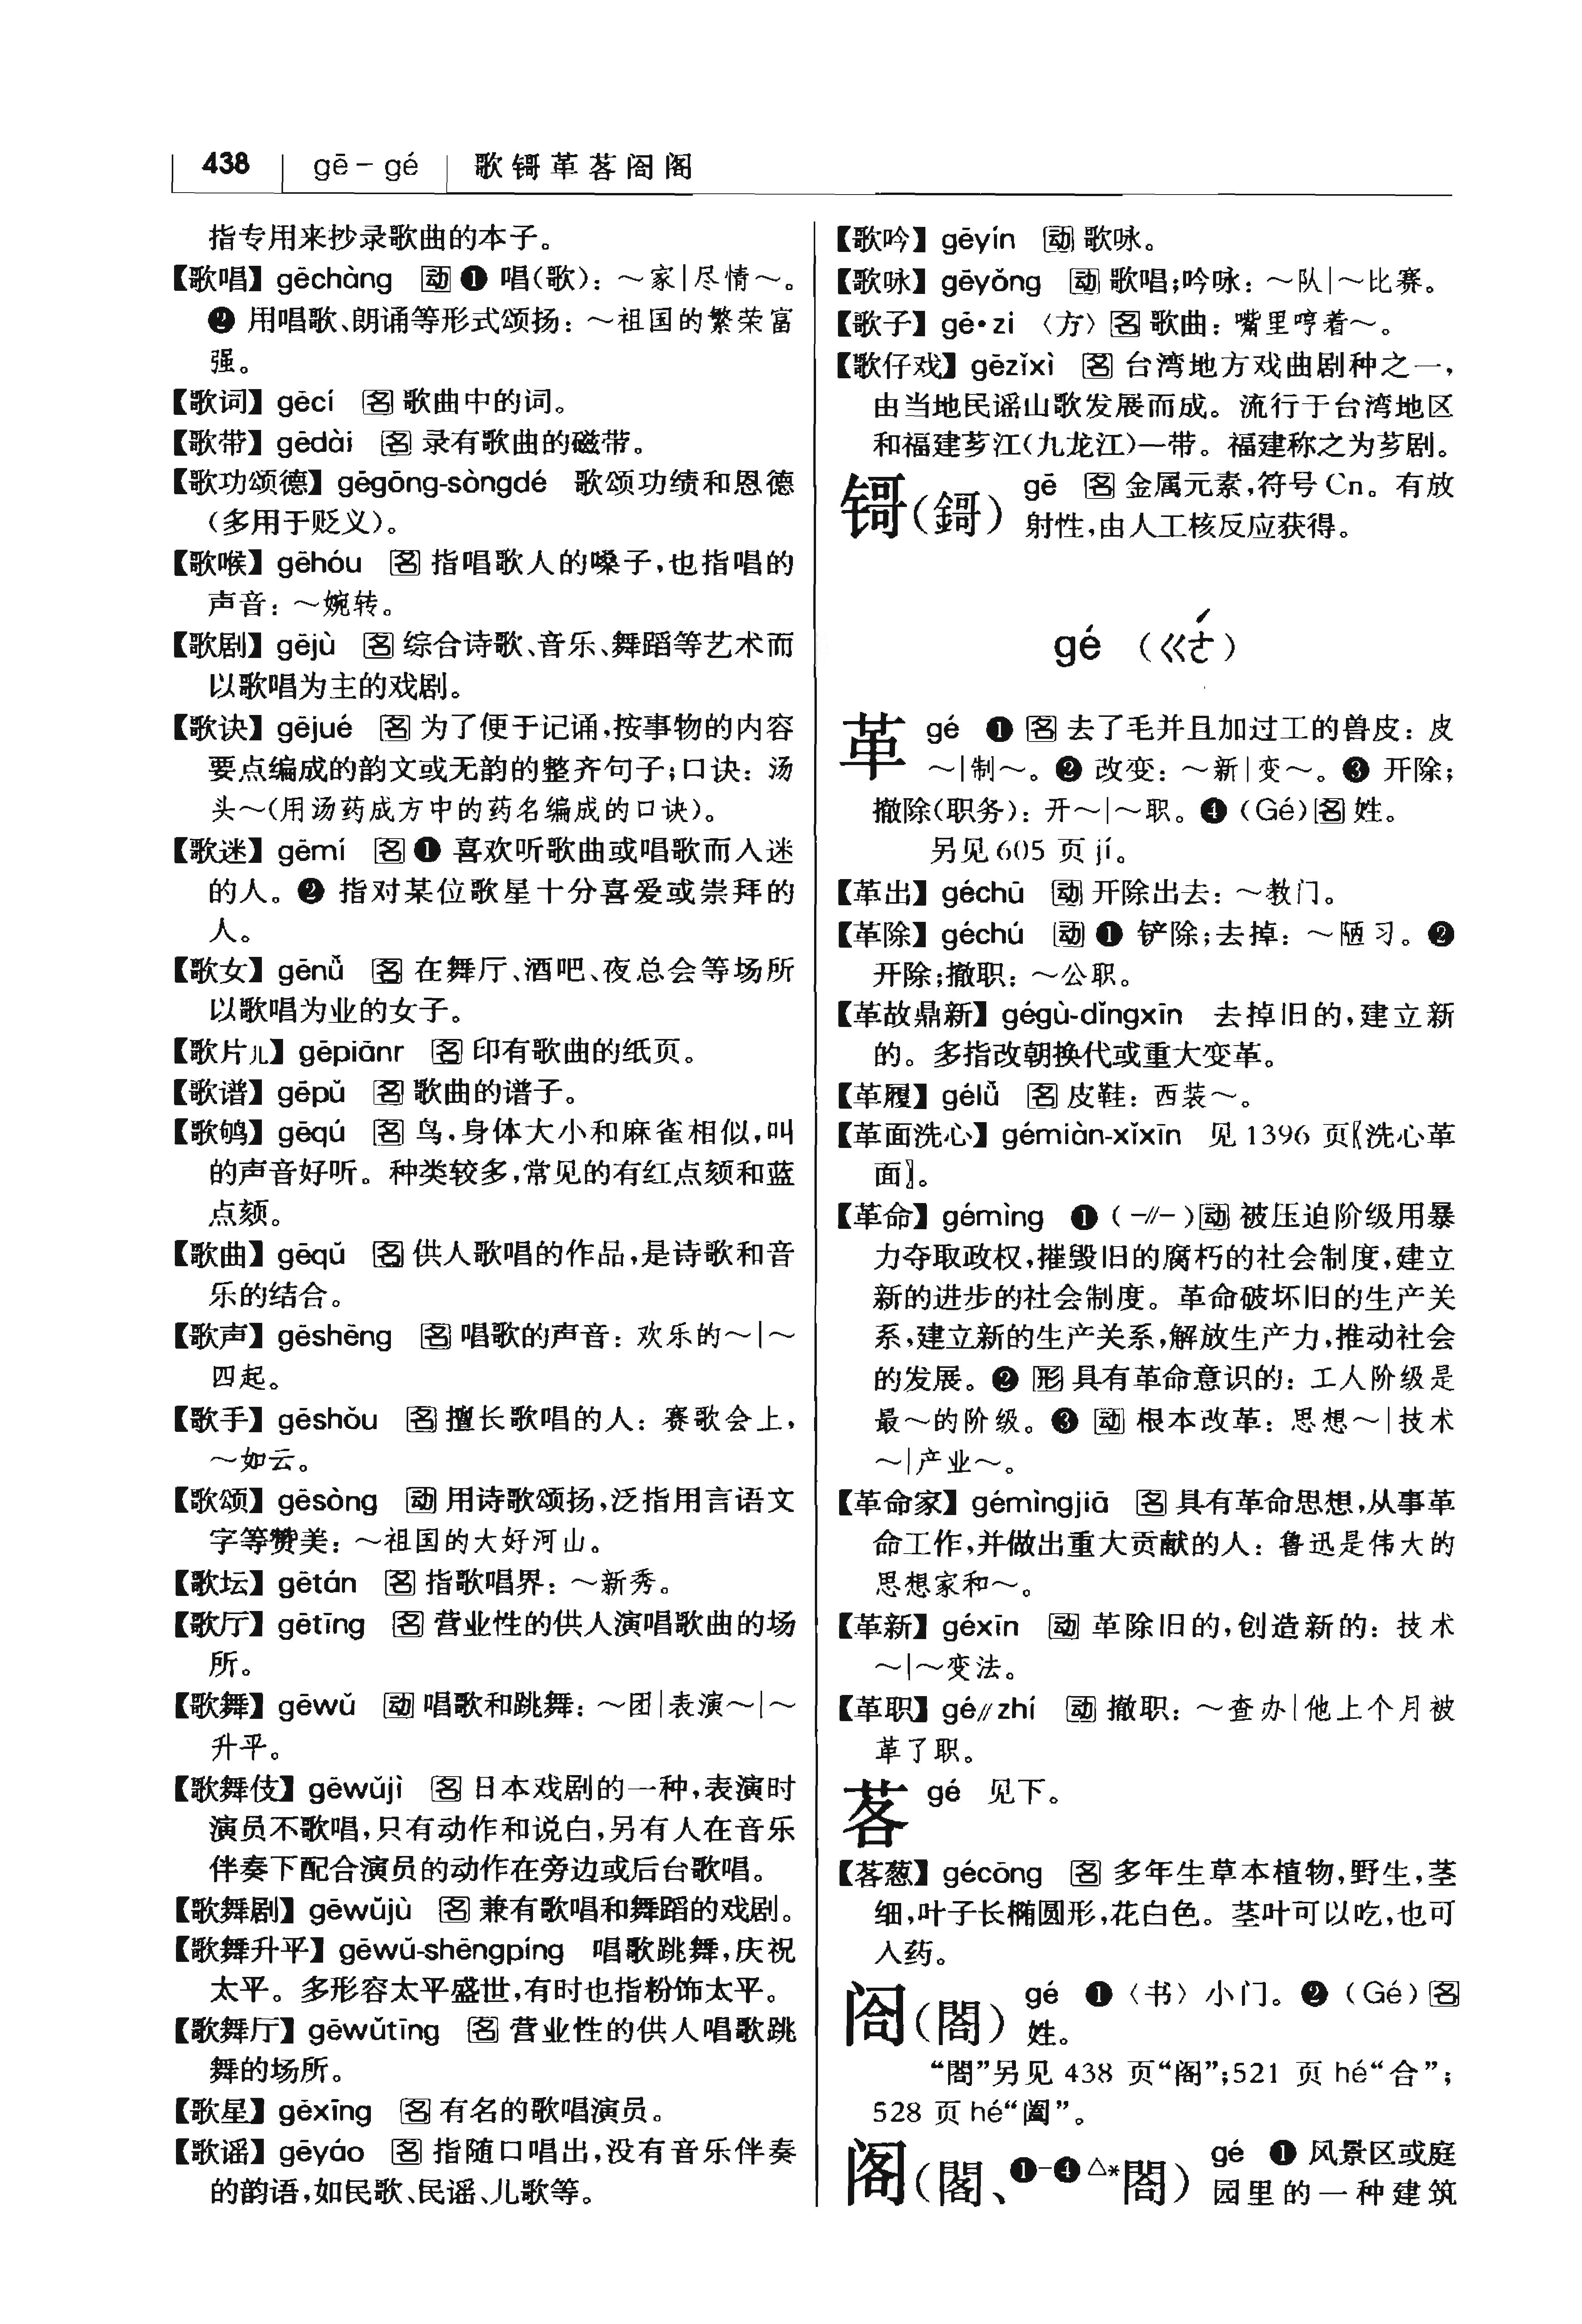 438 gē－gé 歌锝革茖阁阁
指专用来抄录歌曲的本子。
【歌唱】gēchàng 动❶ 唱（歌）：～家|尽情～。
❷ 用唱歌、朗诵等形式颂扬：～祖国的繁荣富
强。
【歌词】gēcí 名 歌曲中的词。
【歌带】gēdài 名 录有歌曲的磁带。
【歌功颂德】gēgōng-sòngdé 歌颂功绩和恩德
（多用于贬义）。
【歌喉】gēhóu 名 指唱歌人的嗓子，也指唱的
声音：～婉转。
【歌剧】gējù 名 综合诗歌、音乐、舞蹈等艺术而
以歌唱为主的戏剧。
【歌诀】gējué 名 为了便于记诵，按事物的内容
要点编成的韵文或无韵的整齐句子；口诀：汤
头～（用汤药成方中的药名编成的口诀）。
【歌迷】gēmí 名❶ 喜欢听歌曲或唱歌而入迷
的人。❷ 指对某位歌星十分喜爱或崇拜的
人。
【歌女】gēnǚ 名 在舞厅、酒吧、夜总会等场所
以歌唱为业的女子。
【歌片儿】gēpiānr 名 印有歌曲的纸页。
【歌谱】gēpǔ 名 歌曲的谱子。
【歌鸲】gēqú 名 鸟，身体大小和麻雀相似，叫
的声音好听。种类较多，常见的有红点颏和蓝
点颏。
【歌曲】gēqǔ 名 供人歌唱的作品，是诗歌和音
乐的结合。
【歌声】gēshēng 名 唱歌的声音：欢乐的～|～
四起。
【歌手】gēshǒu 名 擅长歌唱的人：赛歌会上，
～如云。
【歌颂】gēsòng 动 用诗歌颂扬，泛指用言语文
字等赞美：～祖国的大好河山。
【歌坛】gētán 名 指歌唱界：～新秀。
【歌厅】gētīng 名 营业性的供人演唱歌曲的场
所。
【歌舞】gēwǔ 动 唱歌和跳舞：～团|表演～|～
升平。
【歌舞伎】gēwǔjì 名 日本戏剧的一种，表演时
演员不歌唱，只有动作和说白，另有人在音乐
伴奏下配合演员的动作在旁边或后台歌唱。
【歌舞剧】gēwǔjù 名 兼有歌唱和舞蹈的戏剧。
【歌舞升平】gēwǔ-shēngpíng 唱歌跳舞，庆祝
太平。多形容太平盛世，有时也指粉饰太平。
【歌舞厅】gēwǔtīng 名 营业性的供人唱歌跳
舞的场所。
【歌星】gēxīng 名 有名的歌唱演员。
【歌谣】gēyáo 名 指随口唱出，没有音乐伴奏
的韵语，如民歌、民谣、儿歌等。
【歌吟】gēyín 动 歌咏。
【歌咏】gēyǒng 动 歌唱；吟咏：～队|～比赛。
【歌子】gē·zi 〈方〉名 歌曲：嘴里哼着～。
【歌仔戏】gēzǐxì 名 台湾地方戏曲剧种之一，
由当地民谣山歌发展而成。流行于台湾地区
和福建芗江（九龙江）一带。福建称之为芗剧。
鿔（鎶） gē 名 金属元素，符号Cn。有放
射性，由人工核反应获得。
gé （ㄍㄜˊ）
革 gé ❶ 名 去了毛并且加过工的兽皮：皮
～|制～。❷ 改变：～新|变～。❸ 开除；
撤除（职务）：开～|～职。❹（Gé）名 姓。
另见605 页 jí。
【革出】géchū 动 开除出去：～教门。
【革除】géchú 动❶ 铲除；去掉：～陋习。❷
开除；撤职：～公职。
【革故鼎新】gégù-dǐngxīn 去掉旧的，建立新
的。多指改朝换代或重大变革。
【革履】gélǚ 名 皮鞋：西装～。
【革面洗心】gémiàn-xǐxīn 见1396 页〖洗心革
面〗。
【革命】gémìng ❶（-//-）动 被压迫阶级用暴
力夺取政权，摧毁旧的腐朽的社会制度，建立
新的进步的社会制度。革命破坏旧的生产关
系，建立新的生产关系，解放生产力，推动社会
的发展。❷ 形 具有革命意识的：工人阶级是
最～的阶级。❸ 动 根本改革：思想～|技术
～|产业～。
【革命家】gémìngjiā 名 具有革命思想，从事革
命工作，并做出重大贡献的人：鲁迅是伟大的
思想家和～。
【革新】géxīn 动 革除旧的，创造新的：技术
～|～变法。
【革职】gé//zhí 动 撤职：～查办|他上个月被
革了职。
茖 gé 见下。
【茖葱】gécōng 名 多年生草本植物，野生，茎
细，叶子长椭圆形，花白色。茎叶可以吃，也可
入药。
𬮤（閤） gé ❶〈书〉小门。❷（Gé）名
姓。
“閤”另见 438 页“阁”；521 页 hé“合”；
528 页 hé“阖”。
阁（閣、❶-❹△*閤） gé ❶ 风景区或庭
园里的一种建筑